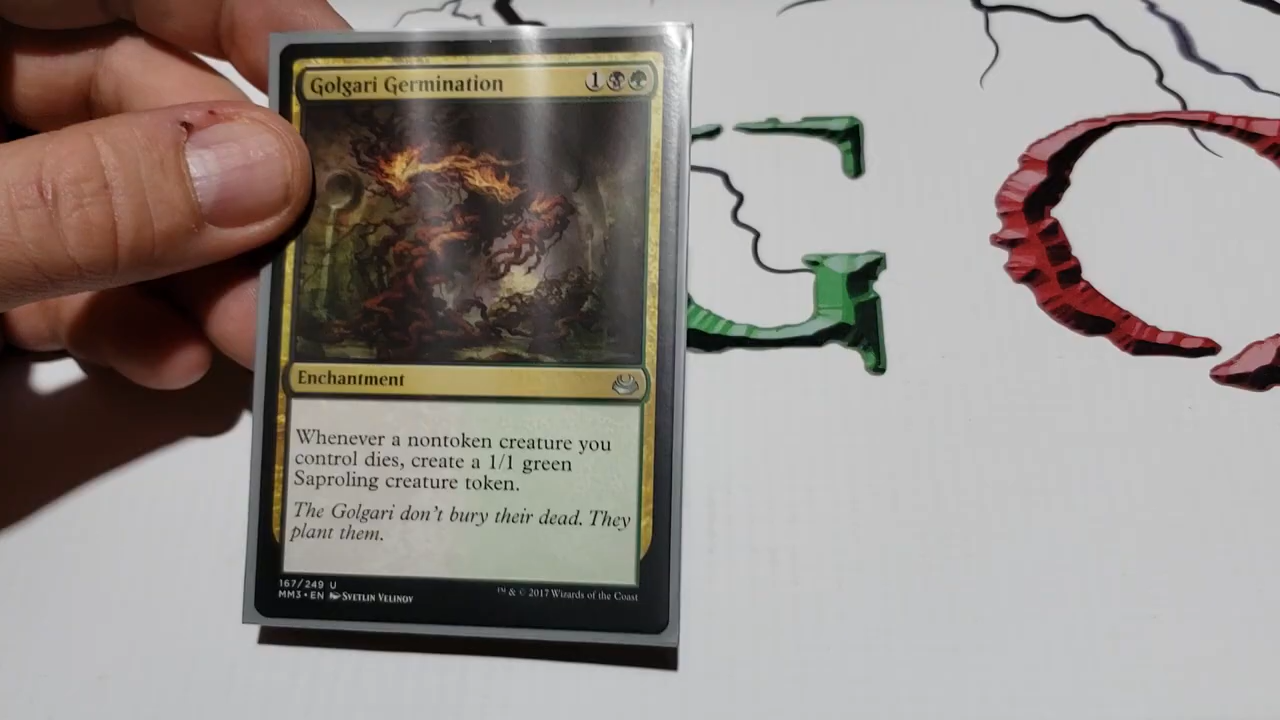 Golgari Germination 1
Enchantment
Whenever a nontoken creature you
control dies, create a 1/1 green
Saproling creature token.
The Golgari don't bury their dead. They
plant them.
167/249 U
MM3 • EN Svetlin Velinov
™ & © 2017 Wizards of the Coast
G C